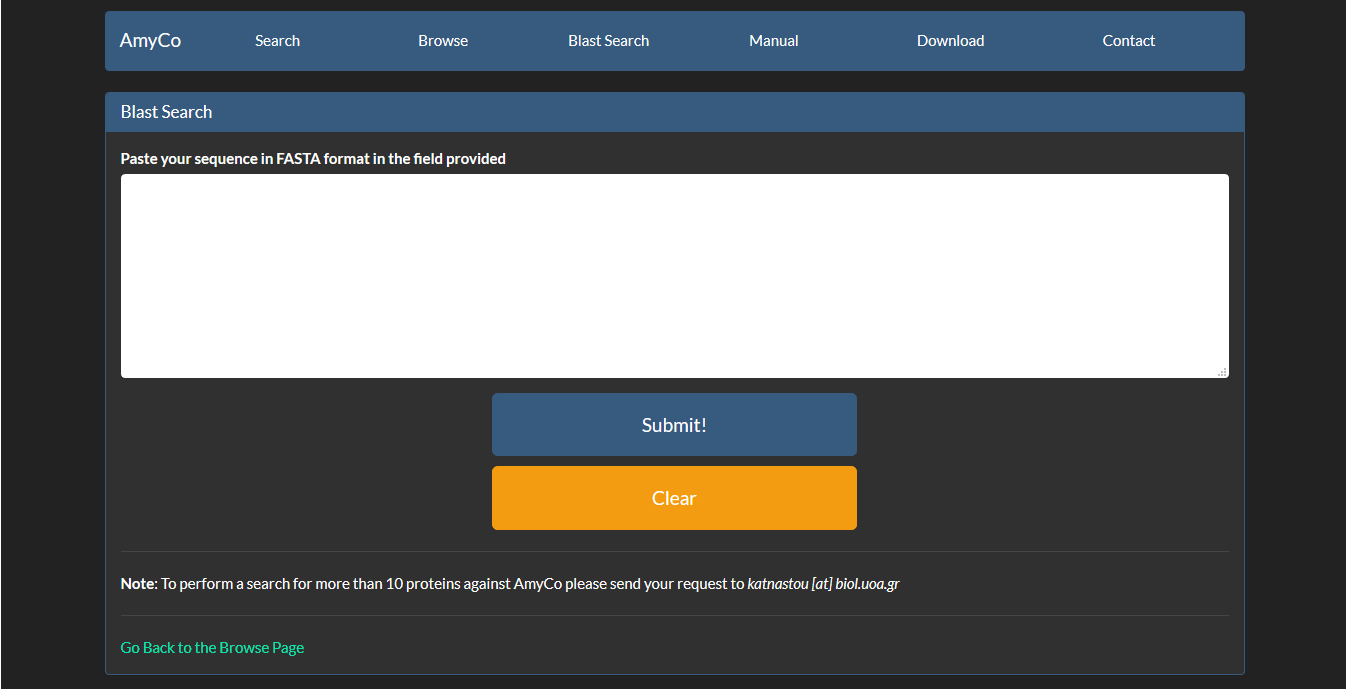 AmyCo Search Browse Blast Search Manual Download Contact
Blast Search
Paste your sequence in FASTA format in the field provided
Submit!
Clear
Note: To perform a search for more than 10 proteins against AmyCo please send your request to katnastou [at] biol.uoa.gr
Go Back to the Browse Page